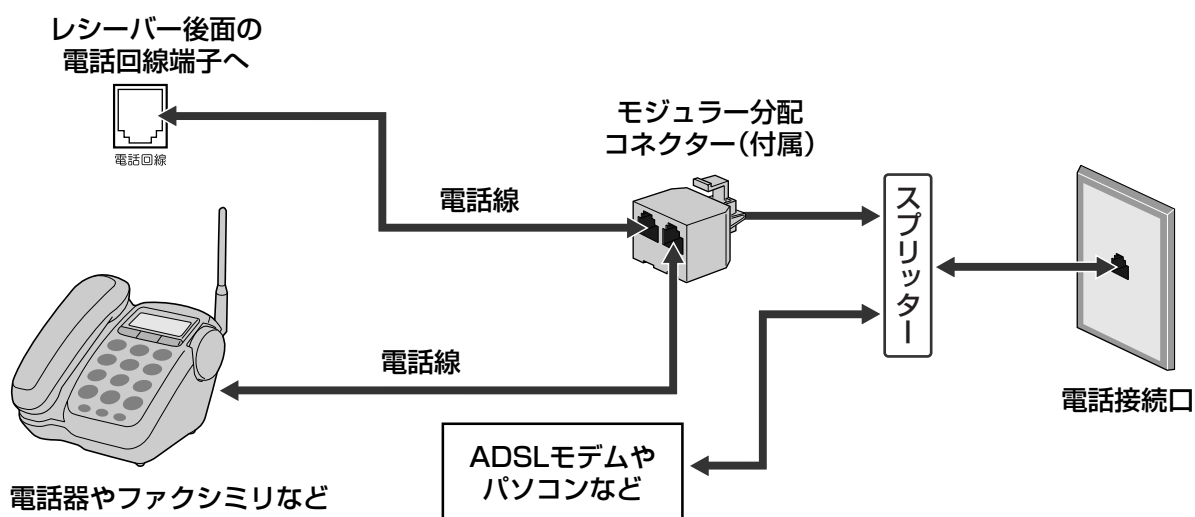 レシーバー後面の
電話回線端子へ
電話回線
モジュラー分配
コネクター（付属）
電話線
スプリッター
電話線
電話接続口
ADSLモデムや
パソコンなど
電話器やファクシミリなど